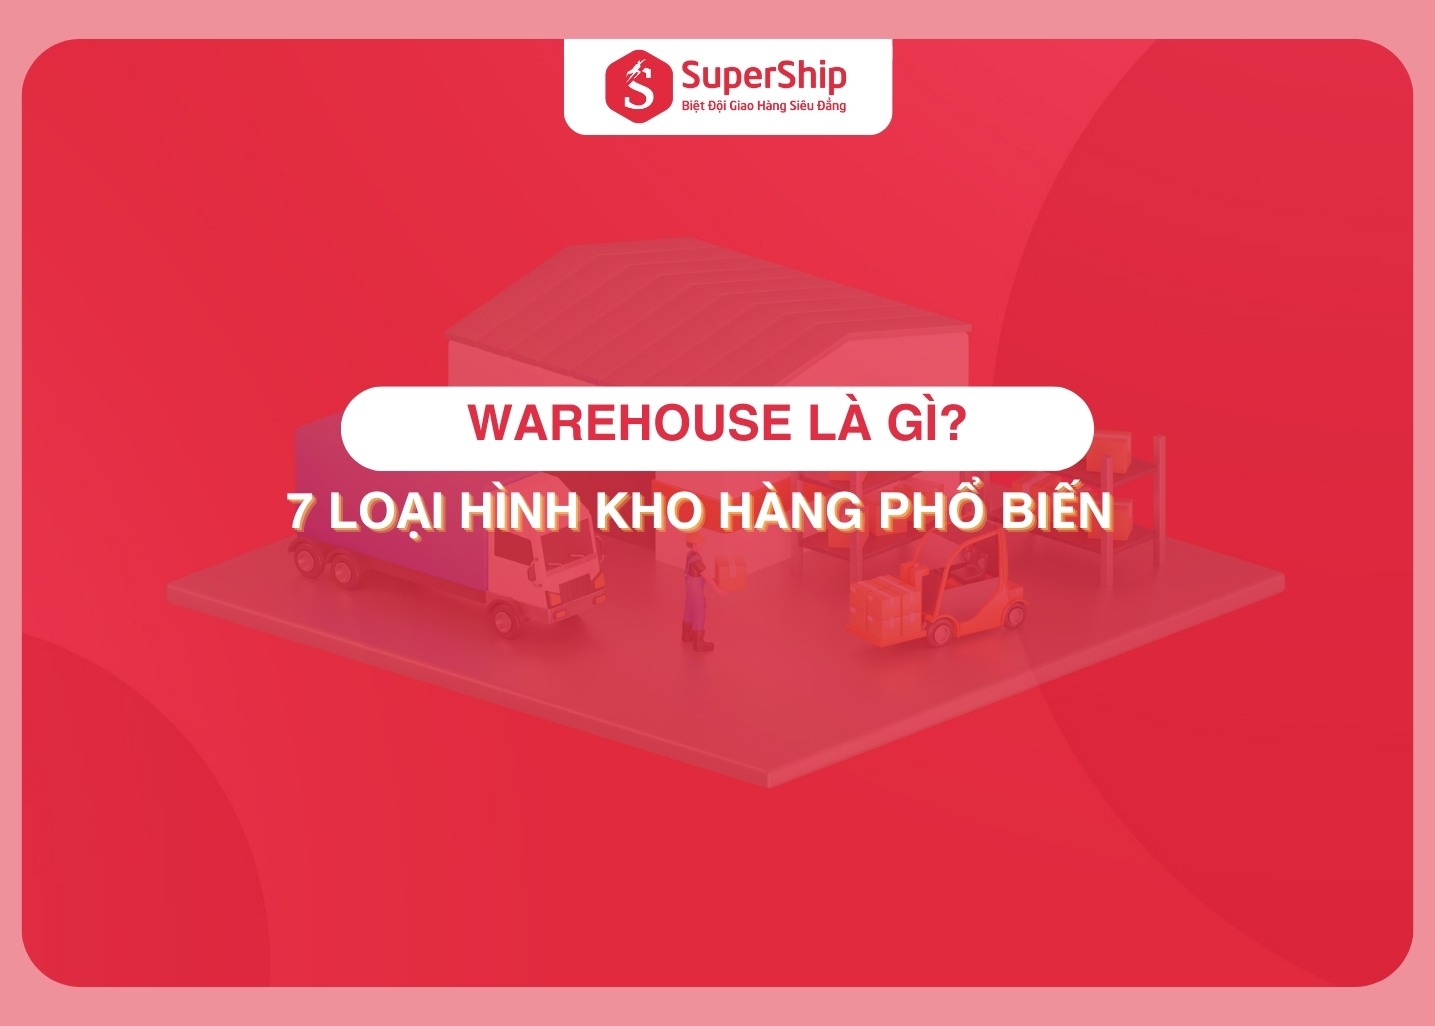 SuperShip
Biệt Đội Giao Hàng Siêu Đẳng
WAREHOUSE LÀ GÌ?
7 LOẠI HÌNH KHO HÀNG PHỔ BIẾN